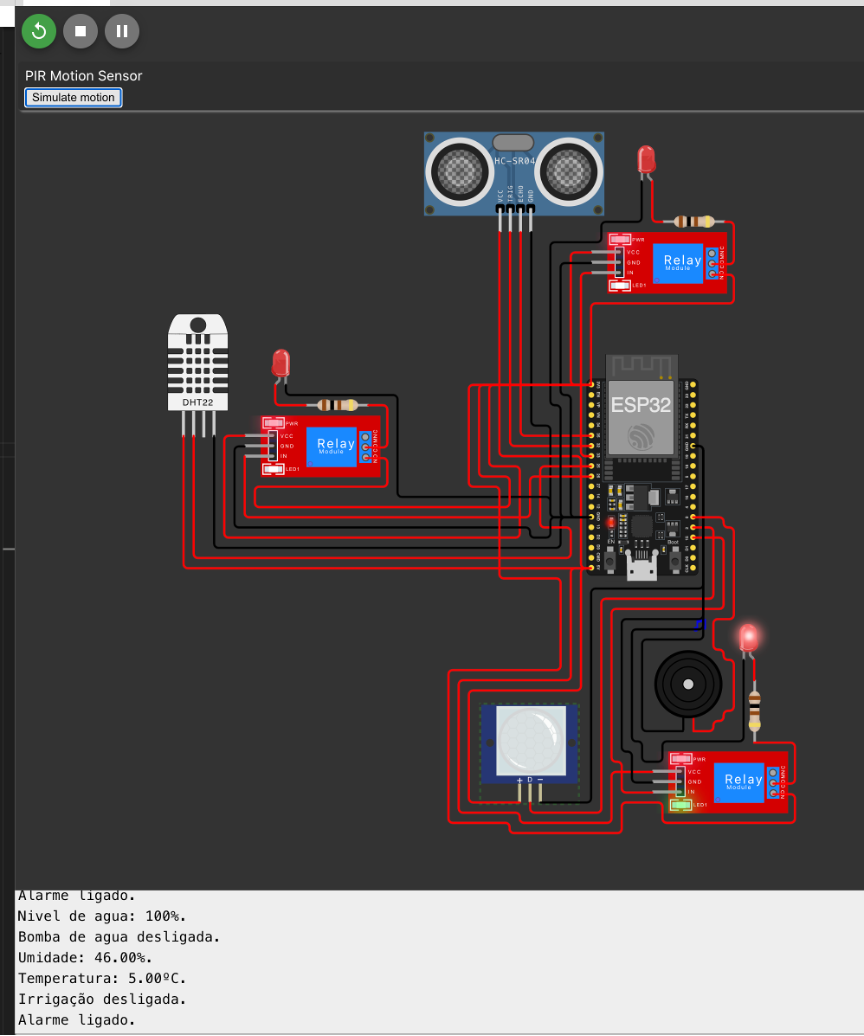 PIR Motion Sensor
Simulate motion
HC-SR04
VCC
TRIG
ECHO
GND
PWR
VCC
GND
IN
LED1
Relay
Module
NO COM NC
DHT22
PWR
VCC
GND
IN
LED1
Relay
Module
NO COM NC
ESP32
EN
Boot
+ D -
PWR
VCC
GND
IN
LED1
Relay
Module
NO COM NC
Alarme ligado.
Nivel de agua: 100%.
Bomba de agua desligada.
Umidade: 46.00%.
Temperatura: 5.00ºC.
Irrigação desligada.
Alarme ligado.